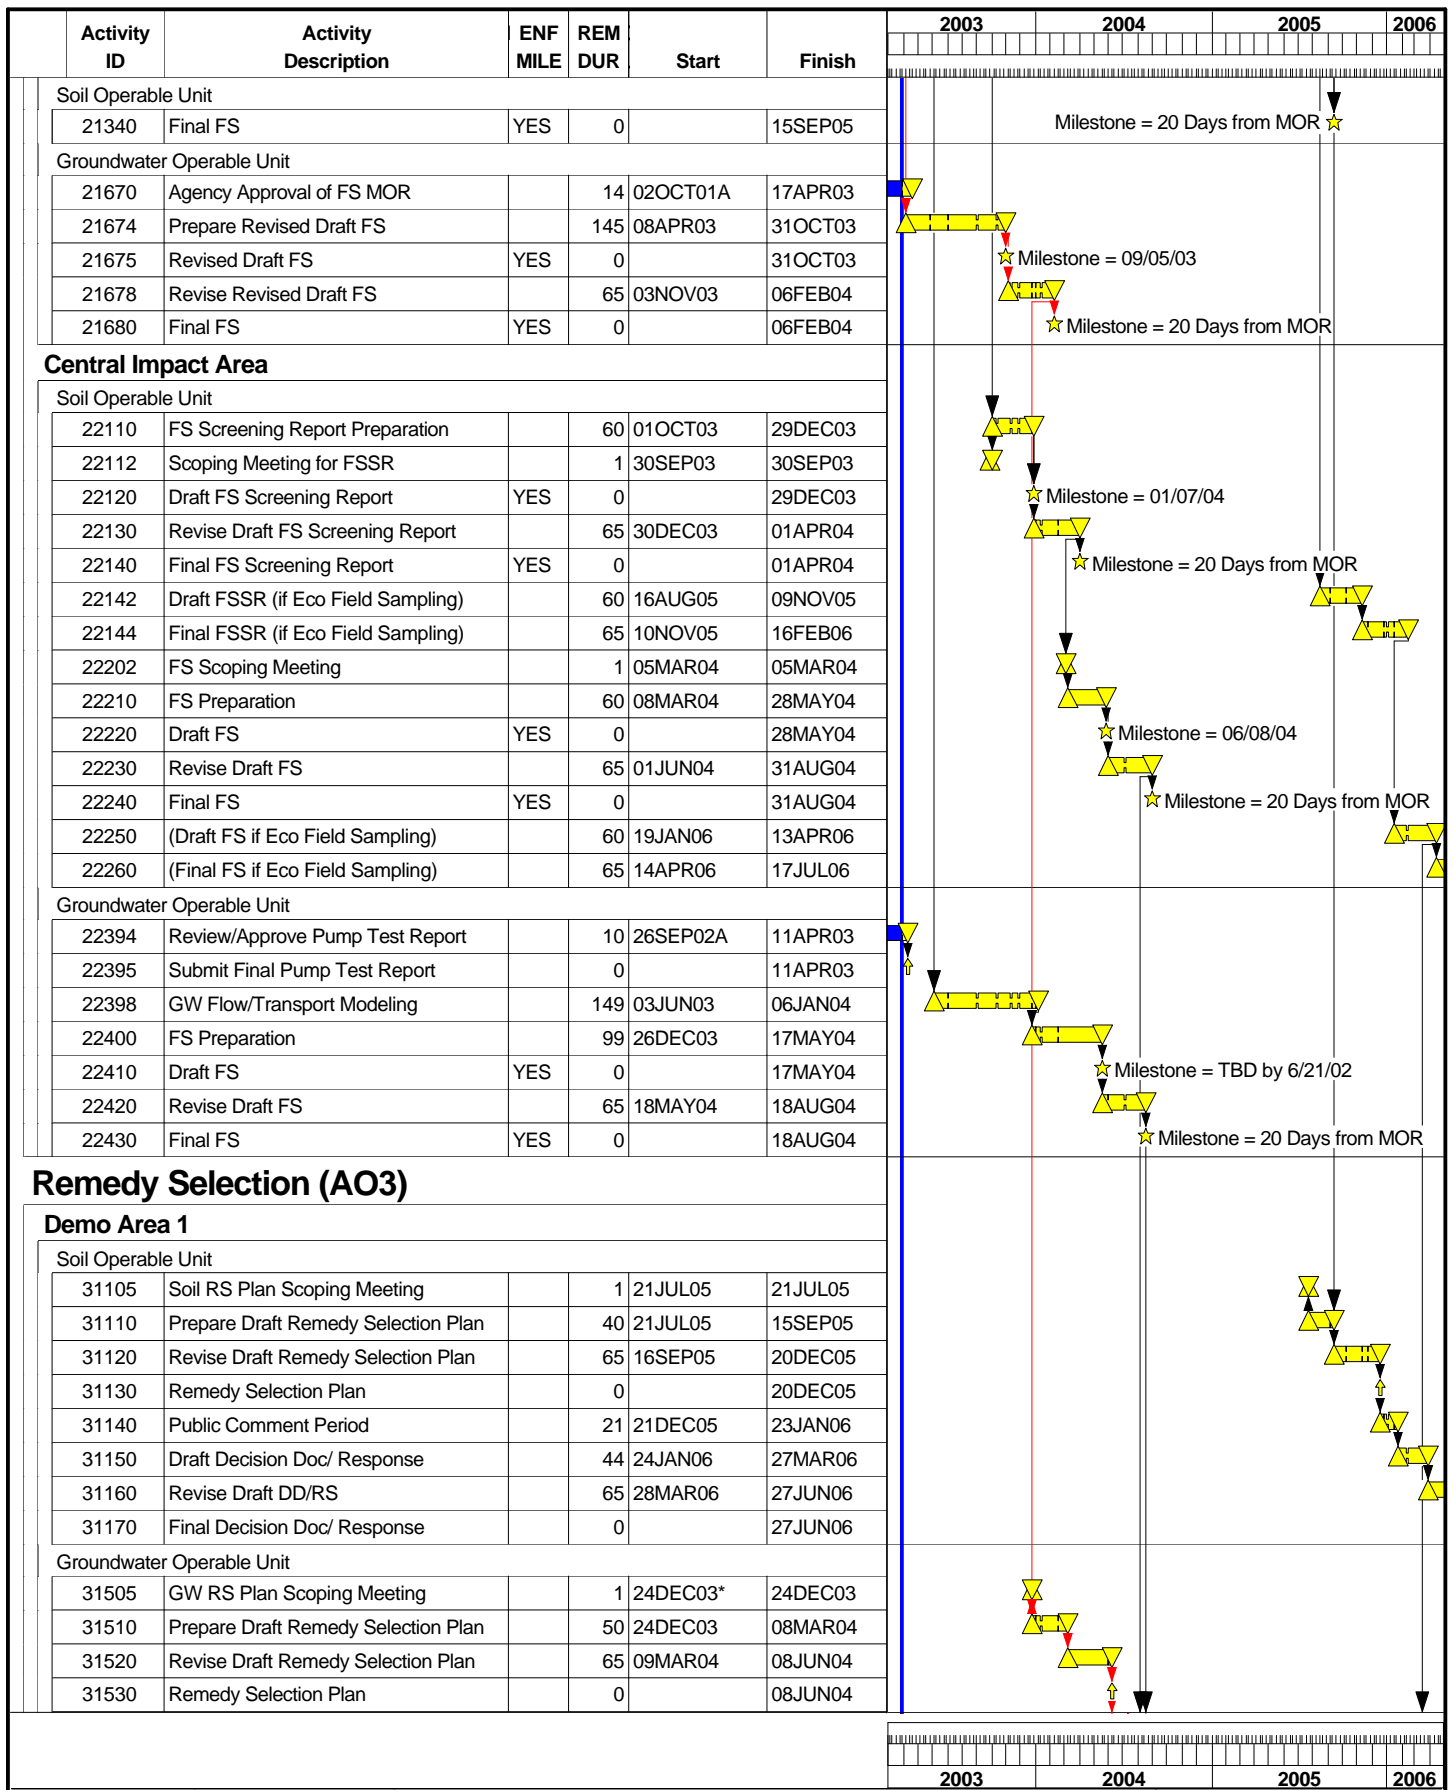 2003 2004 2005 2006
Activity ID Activity Description ENF MILE REM DUR Start Finish
Soil Operable Unit
21340 Final FS YES 0 15SEP05 Milestone = 20 Days from MOR
Groundwater Operable Unit
21670 Agency Approval of FS MOR 14 02OCT01A 17APR03
21674 Prepare Revised Draft FS 145 08APR03 31OCT03
21675 Revised Draft FS YES 0 31OCT03 Milestone = 09/05/03
21678 Revise Revised Draft FS 65 03NOV03 06FEB04
21680 Final FS YES 0 06FEB04 Milestone = 20 Days from MOR
Central Impact Area
Soil Operable Unit
22110 FS Screening Report Preparation 60 01OCT03 29DEC03
22112 Scoping Meeting for FSSR 1 30SEP03 30SEP03
22120 Draft FS Screening Report YES 0 29DEC03 Milestone = 01/07/04
22130 Revise Draft FS Screening Report 65 30DEC03 01APR04
22140 Final FS Screening Report YES 0 01APR04 Milestone = 20 Days from MOR
22142 Draft FSSR (if Eco Field Sampling) 60 16AUG05 09NOV05
22144 Final FSSR (if Eco Field Sampling) 65 10NOV05 16FEB06
22202 FS Scoping Meeting 1 05MAR04 05MAR04
22210 FS Preparation 60 08MAR04 28MAY04
22220 Draft FS YES 0 28MAY04 Milestone = 06/08/04
22230 Revise Draft FS 65 01JUN04 31AUG04
22240 Final FS YES 0 31AUG04 Milestone = 20 Days from MOR
22250 (Draft FS if Eco Field Sampling) 60 19JAN06 13APR06
22260 (Final FS if Eco Field Sampling) 65 14APR06 17JUL06
Groundwater Operable Unit
22394 Review/Approve Pump Test Report 10 26SEP02A 11APR03
22395 Submit Final Pump Test Report 0 11APR03
22398 GW Flow/Transport Modeling 149 03JUN03 06JAN04
22400 FS Preparation 99 26DEC03 17MAY04
22410 Draft FS YES 0 17MAY04 Milestone = TBD by 6/21/02
22420 Revise Draft FS 65 18MAY04 18AUG04
22430 Final FS YES 0 18AUG04 Milestone = 20 Days from MOR
Remedy Selection (AO3)
Demo Area 1
Soil Operable Unit
31105 Soil RS Plan Scoping Meeting 1 21JUL05 21JUL05
31110 Prepare Draft Remedy Selection Plan 40 21JUL05 15SEP05
31120 Revise Draft Remedy Selection Plan 65 16SEP05 20DEC05
31130 Remedy Selection Plan 0 20DEC05
31140 Public Comment Period 21 21DEC05 23JAN06
31150 Draft Decision Doc/ Response 44 24JAN06 27MAR06
31160 Revise Draft DD/RS 65 28MAR06 27JUN06
31170 Final Decision Doc/ Response 0 27JUN06
Groundwater Operable Unit
31505 GW RS Plan Scoping Meeting 1 24DEC03* 24DEC03
31510 Prepare Draft Remedy Selection Plan 50 24DEC03 08MAR04
31520 Revise Draft Remedy Selection Plan 65 09MAR04 08JUN04
31530 Remedy Selection Plan 0 08JUN04
2003 2004 2005 2006